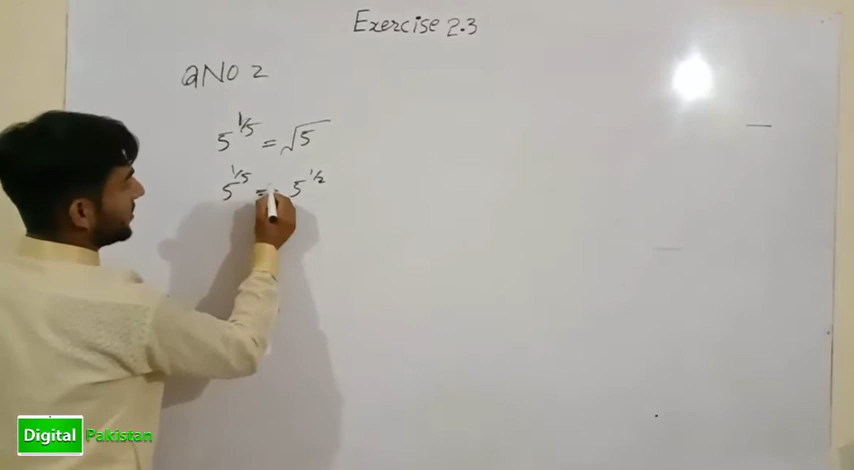 Exercise 2.3
QNO 2
5^1/5 = √5
5^1/5 = 5^1/2
Digital Pakistan